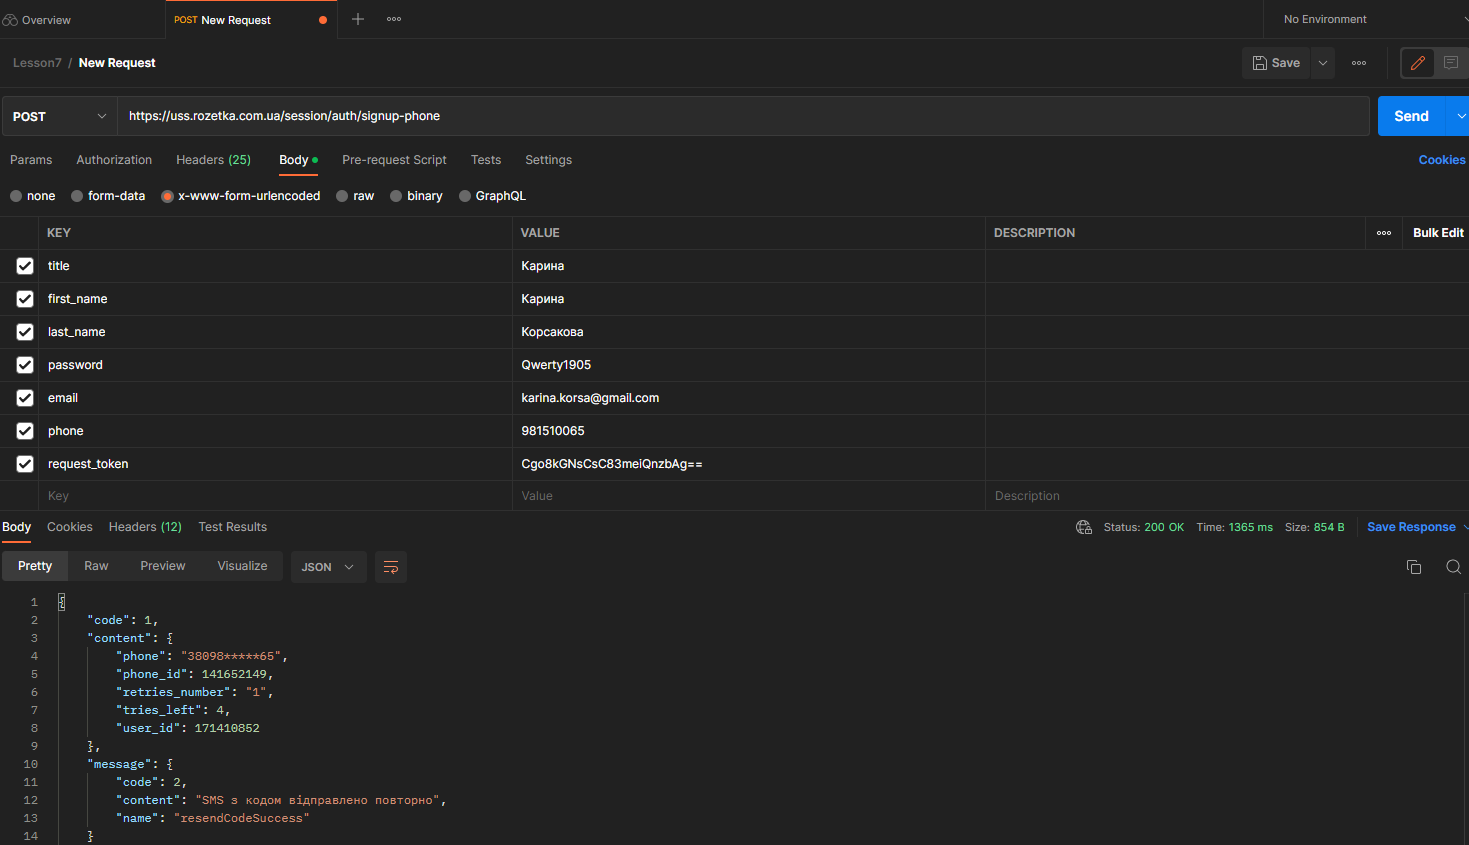 Overview
POST New Request
No Environment
Lesson7 / New Request
Save
POST
https://uss.rozetka.com.ua/session/auth/signup-phone
Send
Params Authorization Headers (25) Body Pre-request Script Tests Settings Cookies
none form-data x-www-form-urlencoded raw binary GraphQL
KEY VALUE DESCRIPTION Bulk Edit
title Карина
first_name Карина
last_name Корсакова
password Qwerty1905
email karina.korsa@gmail.com
phone 981510065
request_token Cgo8kGNsCsC83meiQnzbAg==
Key Value Description
Body Cookies Headers (12) Test Results Status: 200 OK Time: 1365 ms Size: 854 B Save Response
Pretty Raw Preview Visualize JSON
1 {
2 "code": 1,
3 "content": {
4 "phone": "38098*****65",
5 "phone_id": 141652149,
6 "retries_number": "1",
7 "tries_left": 4,
8 "user_id": 171410852
9 },
10 "message": {
11 "code": 2,
12 "content": "SMS з кодом відправлено повторно",
13 "name": "resendCodeSuccess"
14 }